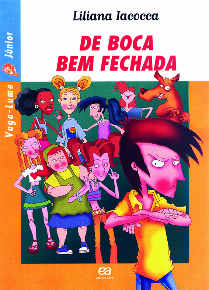 Liliana Iacocca
DE BOCA
BEM FECHADA
Vaga-Lume Júnior